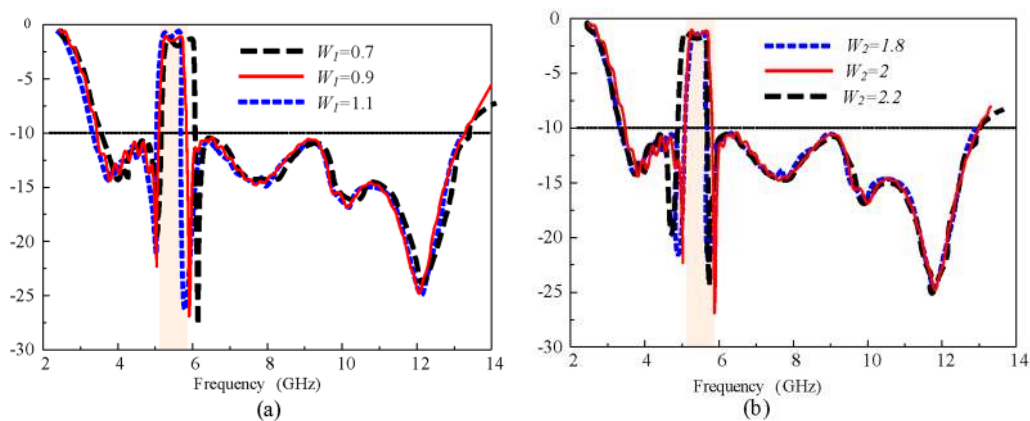 0
-5
-10
-15
-20
-25
-30
W1=0.7
W1=0.9
W1=1.1
2 4 6 8 10 12 14
Frequency (GHz)
(a)
0
-5
-10
-15
-20
-25
-30
W2=1.8
W2=2
W2=2.2
2 4 6 8 10 12 14
Frequency (GHz)
(b)